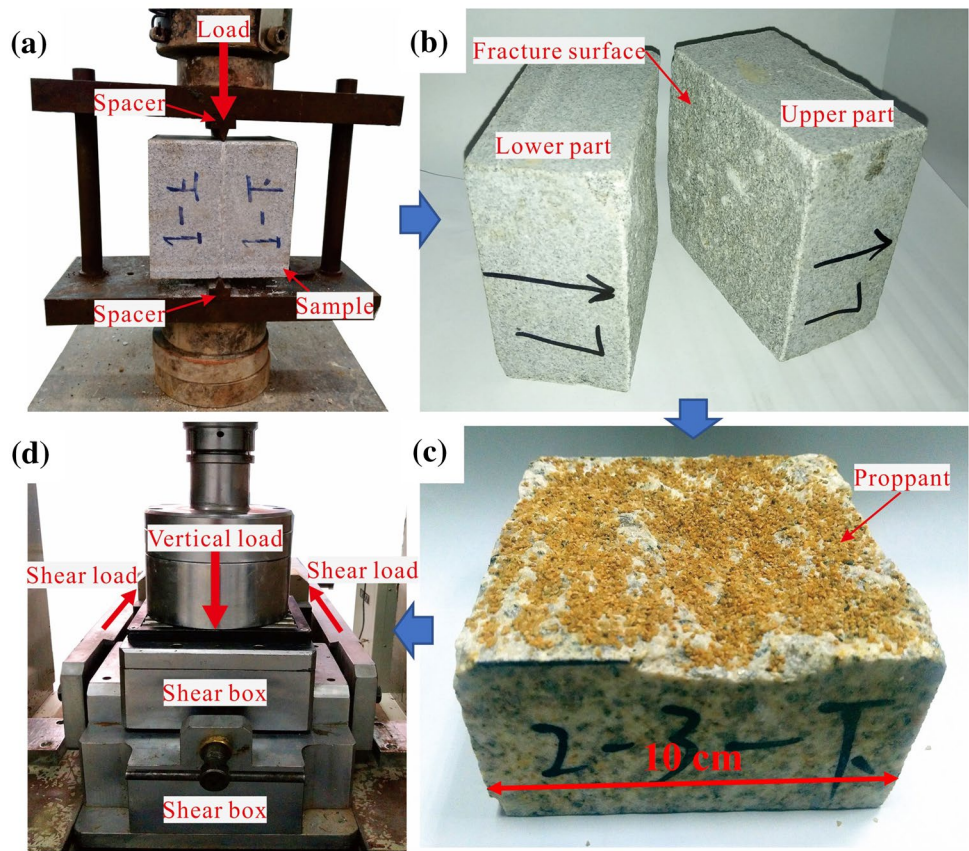 (a)
Load
Spacer
1-上
1-下
Spacer
Sample
(b)
Fracture surface
Lower part
Upper part
(c)
Proppant
2-3-下
10 cm
(d)
Vertical load
Shear load
Shear load
Shear box
Shear box